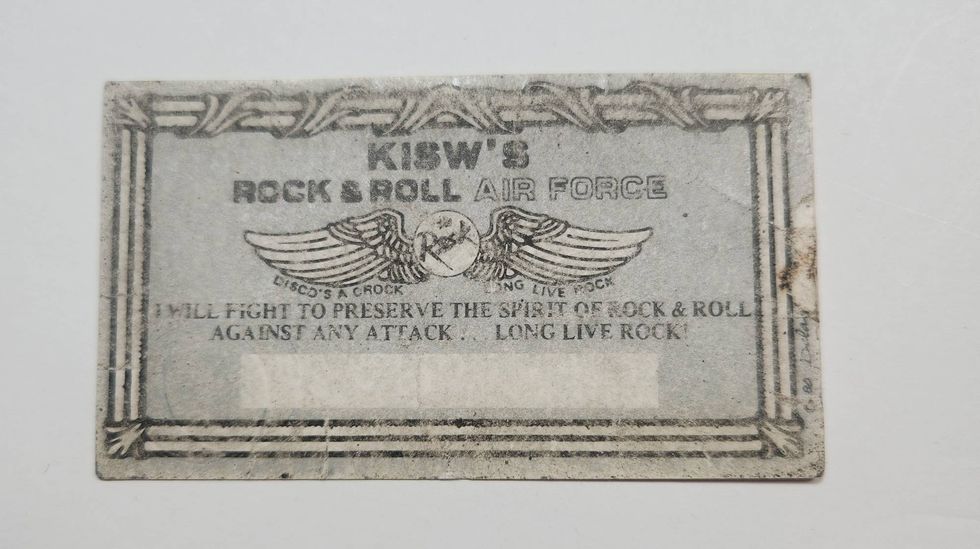 KISW'S
ROCK & ROLL AIR FORCE
Rock
DISCO'S A CROCK
LONG LIVE ROCK
I WILL FIGHT TO PRESERVE THE SPIRIT OF ROCK & ROLL
AGAINST ANY ATTACK . . . LONG LIVE ROCK!